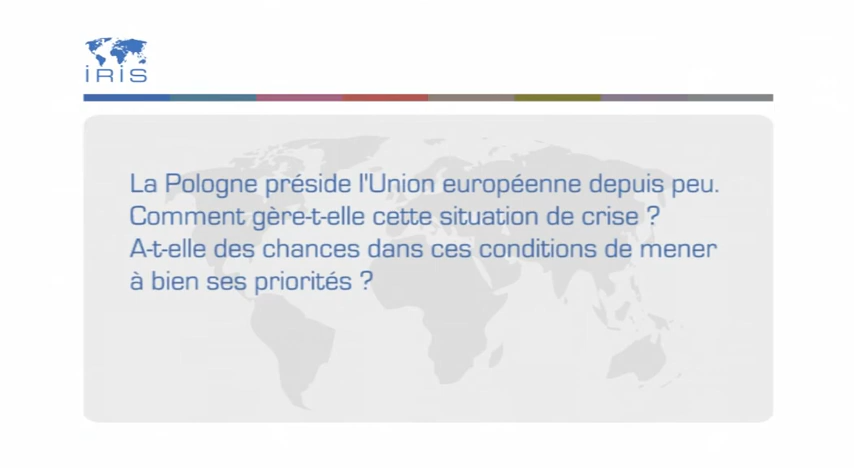 iRiS
La Pologne préside l'Union européenne depuis peu.
Comment gère-t-elle cette situation de crise ?
A-t-elle des chances dans ces conditions de mener
à bien ses priorités ?